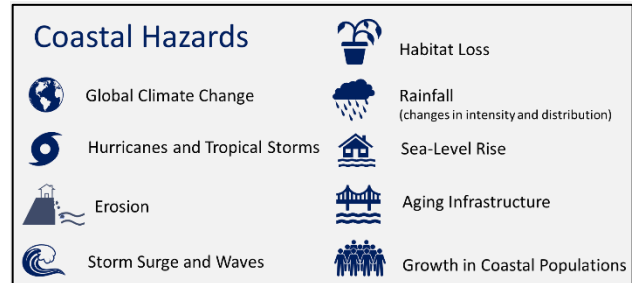 Coastal Hazards
Global Climate Change
Hurricanes and Tropical Storms
Erosion
Storm Surge and Waves
Habitat Loss
Rainfall
(changes in intensity and distribution)
Sea-Level Rise
Aging Infrastructure
Growth in Coastal Populations